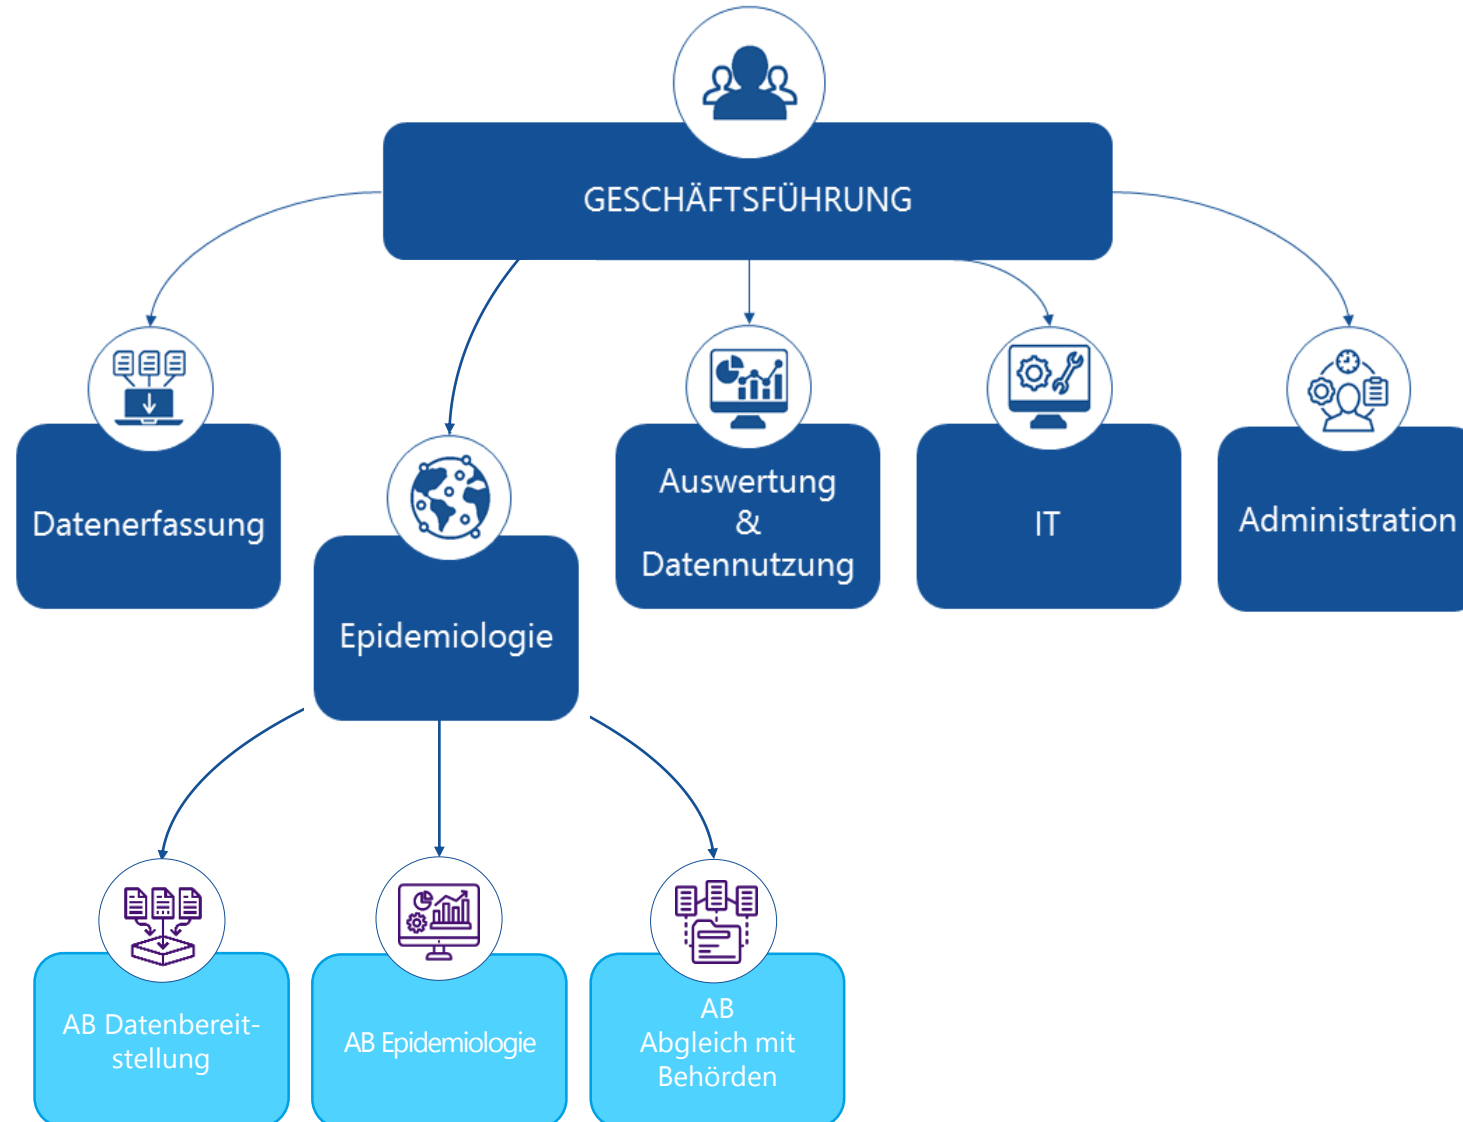 GESCHÄFTSFÜHRUNG
Datenerfassung
Epidemiologie
Auswertung
&
Datennutzung
IT
Administration
AB Datenbereit-
stellung
AB Epidemiologie
AB
Abgleich mit
Behörden